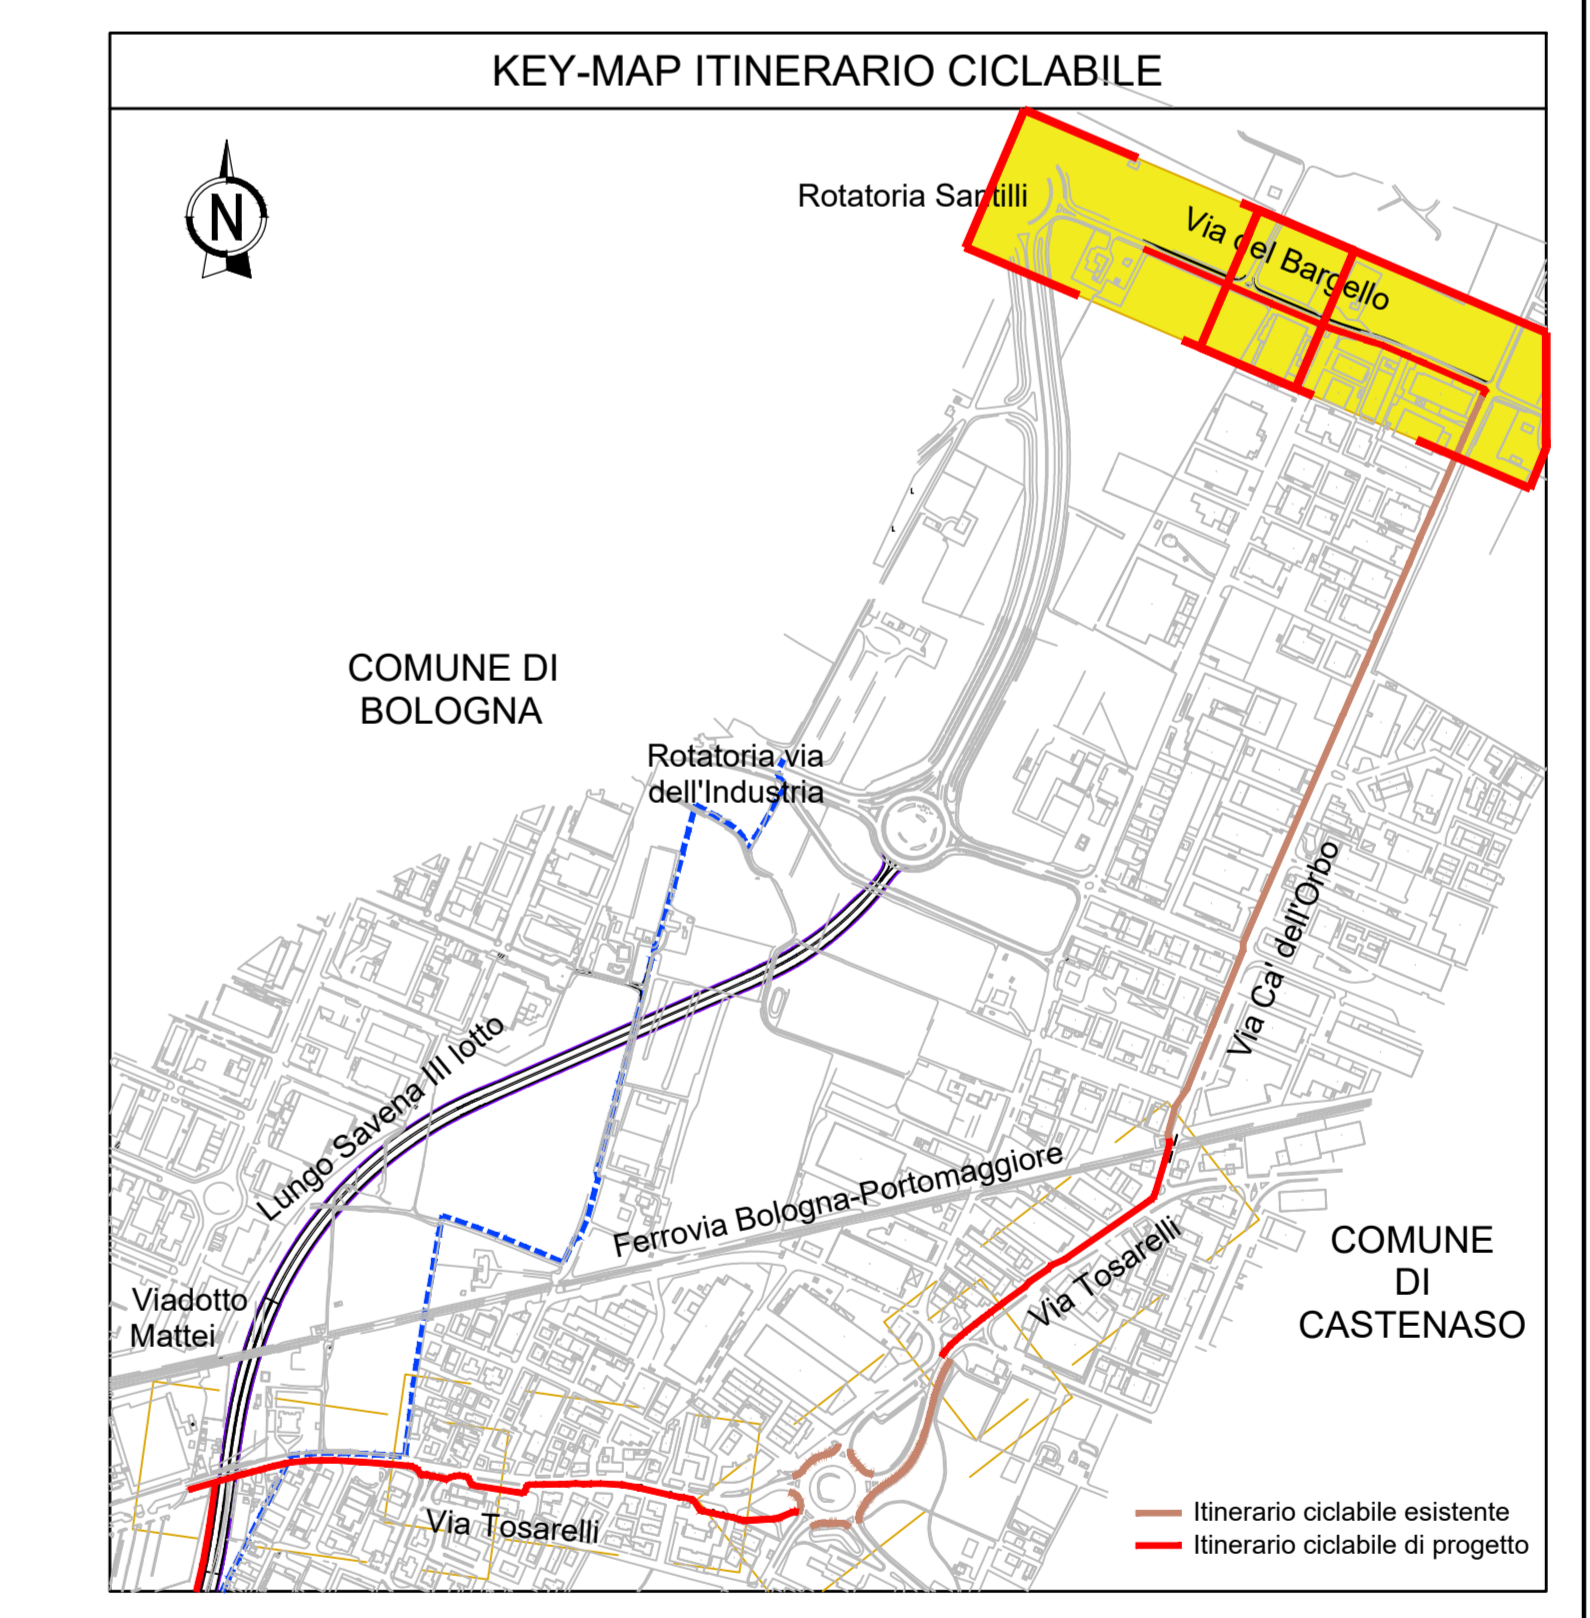 KEY-MAP ITINERARIO CICLABILE
N
Rotatoria Santilli
Via del Bargello
COMUNE DI
BOLOGNA
Rotatoria via
dell'Industria
Via Ca' dell'Orbo
Lungo Savena III lotto
Ferrovia Bologna-Portomaggiore
Viadotto
Mattei
Via Tosarelli
COMUNE
DI
CASTENASO
Via Tosarelli
Itinerario ciclabile esistente
Itinerario ciclabile di progetto